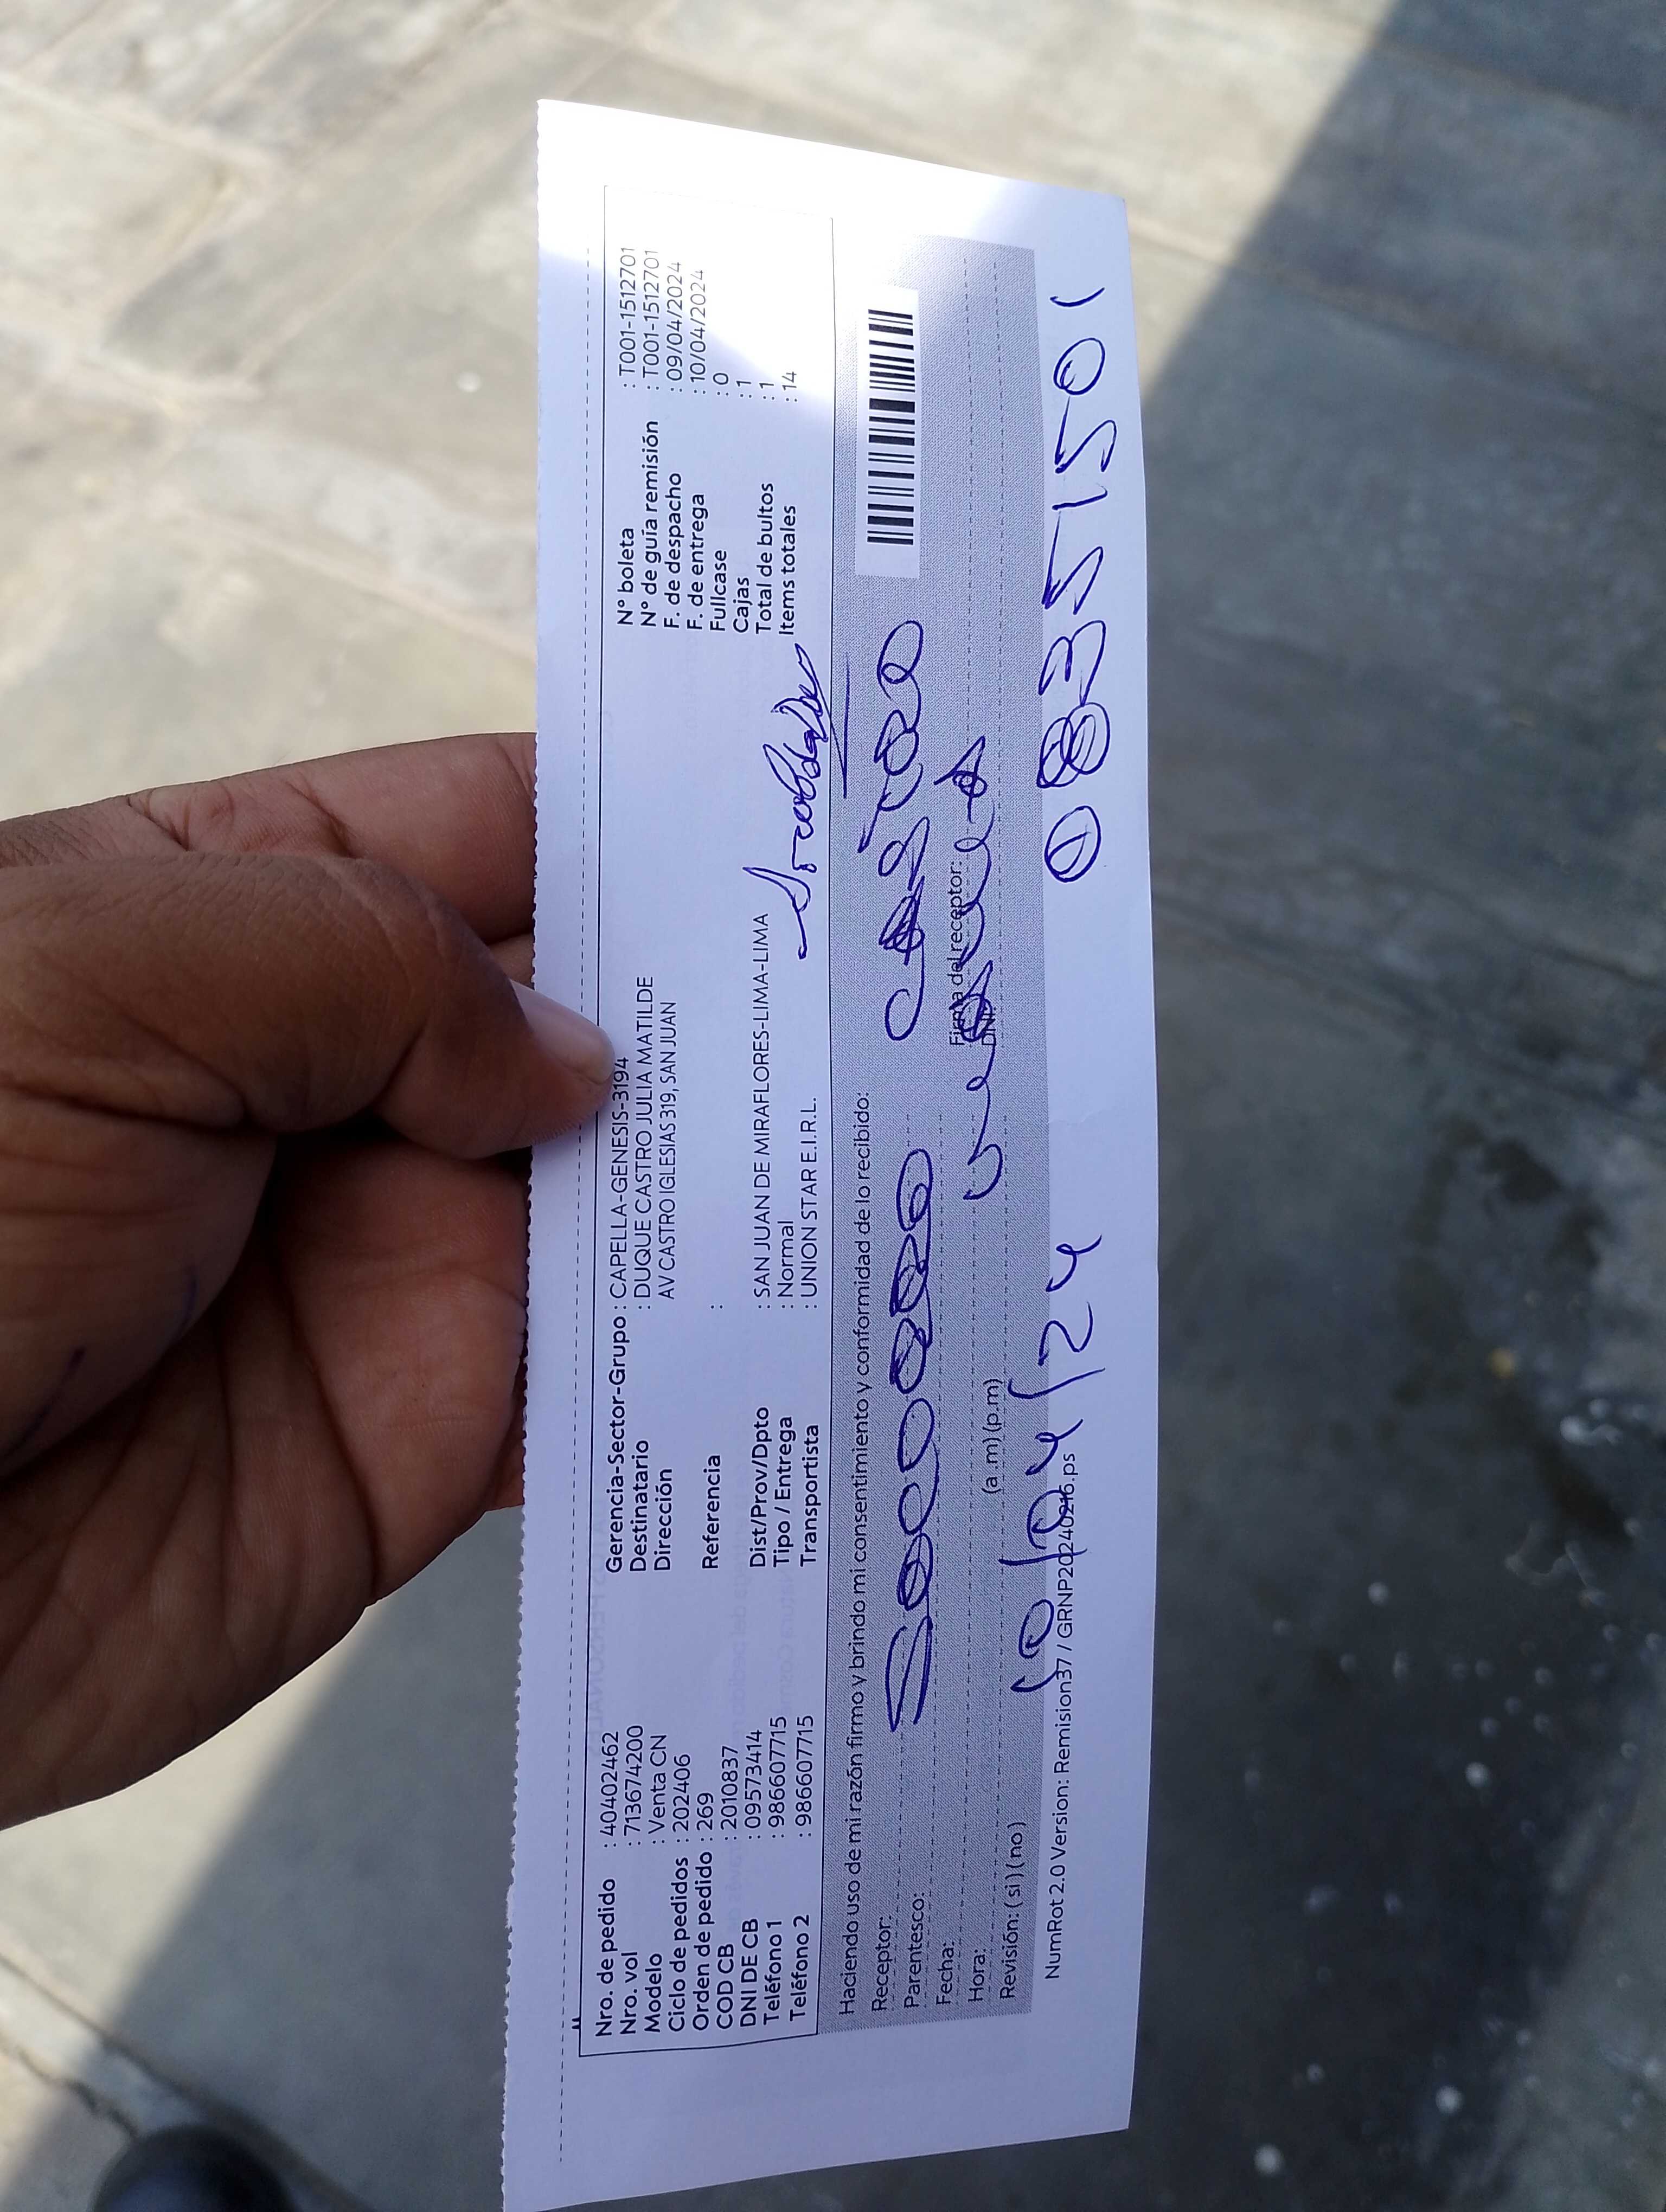 Nro. de pedido : 40402462
Nro. vol : 713674200
Modelo : Venta CN
Ciclo de pedidos : 202406
Orden de pedido : 269
COD CB : 2010837
DNI DE CB : 09573414
Teléfono 1 : 986607715
Teléfono 2 : 986607715
Gerencia-Sector-Grupo : CAPELLA-GENESIS-3194
Destinatario : DUQUE CASTRO JULIA MATILDE
Dirección AV CASTRO IGLESIAS 319, SAN JUAN
Referencia :
Dist/Prov/Dpto : SAN JUAN DE MIRAFLORES-LIMA-LIMA
Tipo / Entrega : Normal
Transportista : UNION STAR E.I.R.L.
N° boleta : T001-1512701
N° de guía remisión : T001-1512701
F. de despacho : 09/04/2024
F. de entrega : 10/04/2024
Fullcase : 0
Cajas : 1
Total de bultos : 1
Items totales : 14
Haciendo uso de mi razón firmo y brindo mi consentimiento y conformidad de lo recibido:
Receptor: Socorro Castro
Parentesco:
Fecha:
Firma del receptor:
Hora: (a .m) (p.m)
DNI:
Revisión: ( si ) ( no ) 10/04/24
NumRot 2.0 Version: Remision37 / GRNP20240216.ps